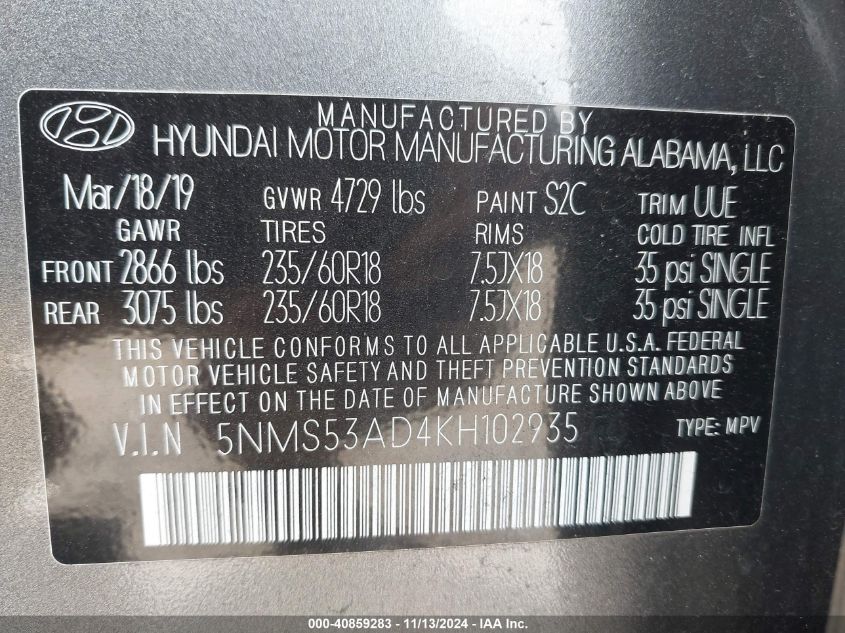 MANUFACTURED BY
HYUNDAI MOTOR MANUFACTURING ALABAMA, LLC
Mar/18/19 GVWR 4729 lbs PAINT S2C TRIM UUE
GAWR TIRES RIMS COLD TIRE INFL
FRONT 2866 lbs 235/60R18 7.5JX18 35 psi SINGLE
REAR 3075 lbs 235/60R18 7.5JX18 35 psi SINGLE
THIS VEHICLE CONFORMS TO ALL APPLICABLE U.S.A. FEDERAL
MOTOR VEHICLE SAFETY AND THEFT PREVENTION STANDARDS
IN EFFECT ON THE DATE OF MANUFACTURE SHOWN ABOVE
V.I.N 5NMS53AD4KH102935 TYPE: MPV
000-40859283 - 11/13/2024 - IAA Inc.